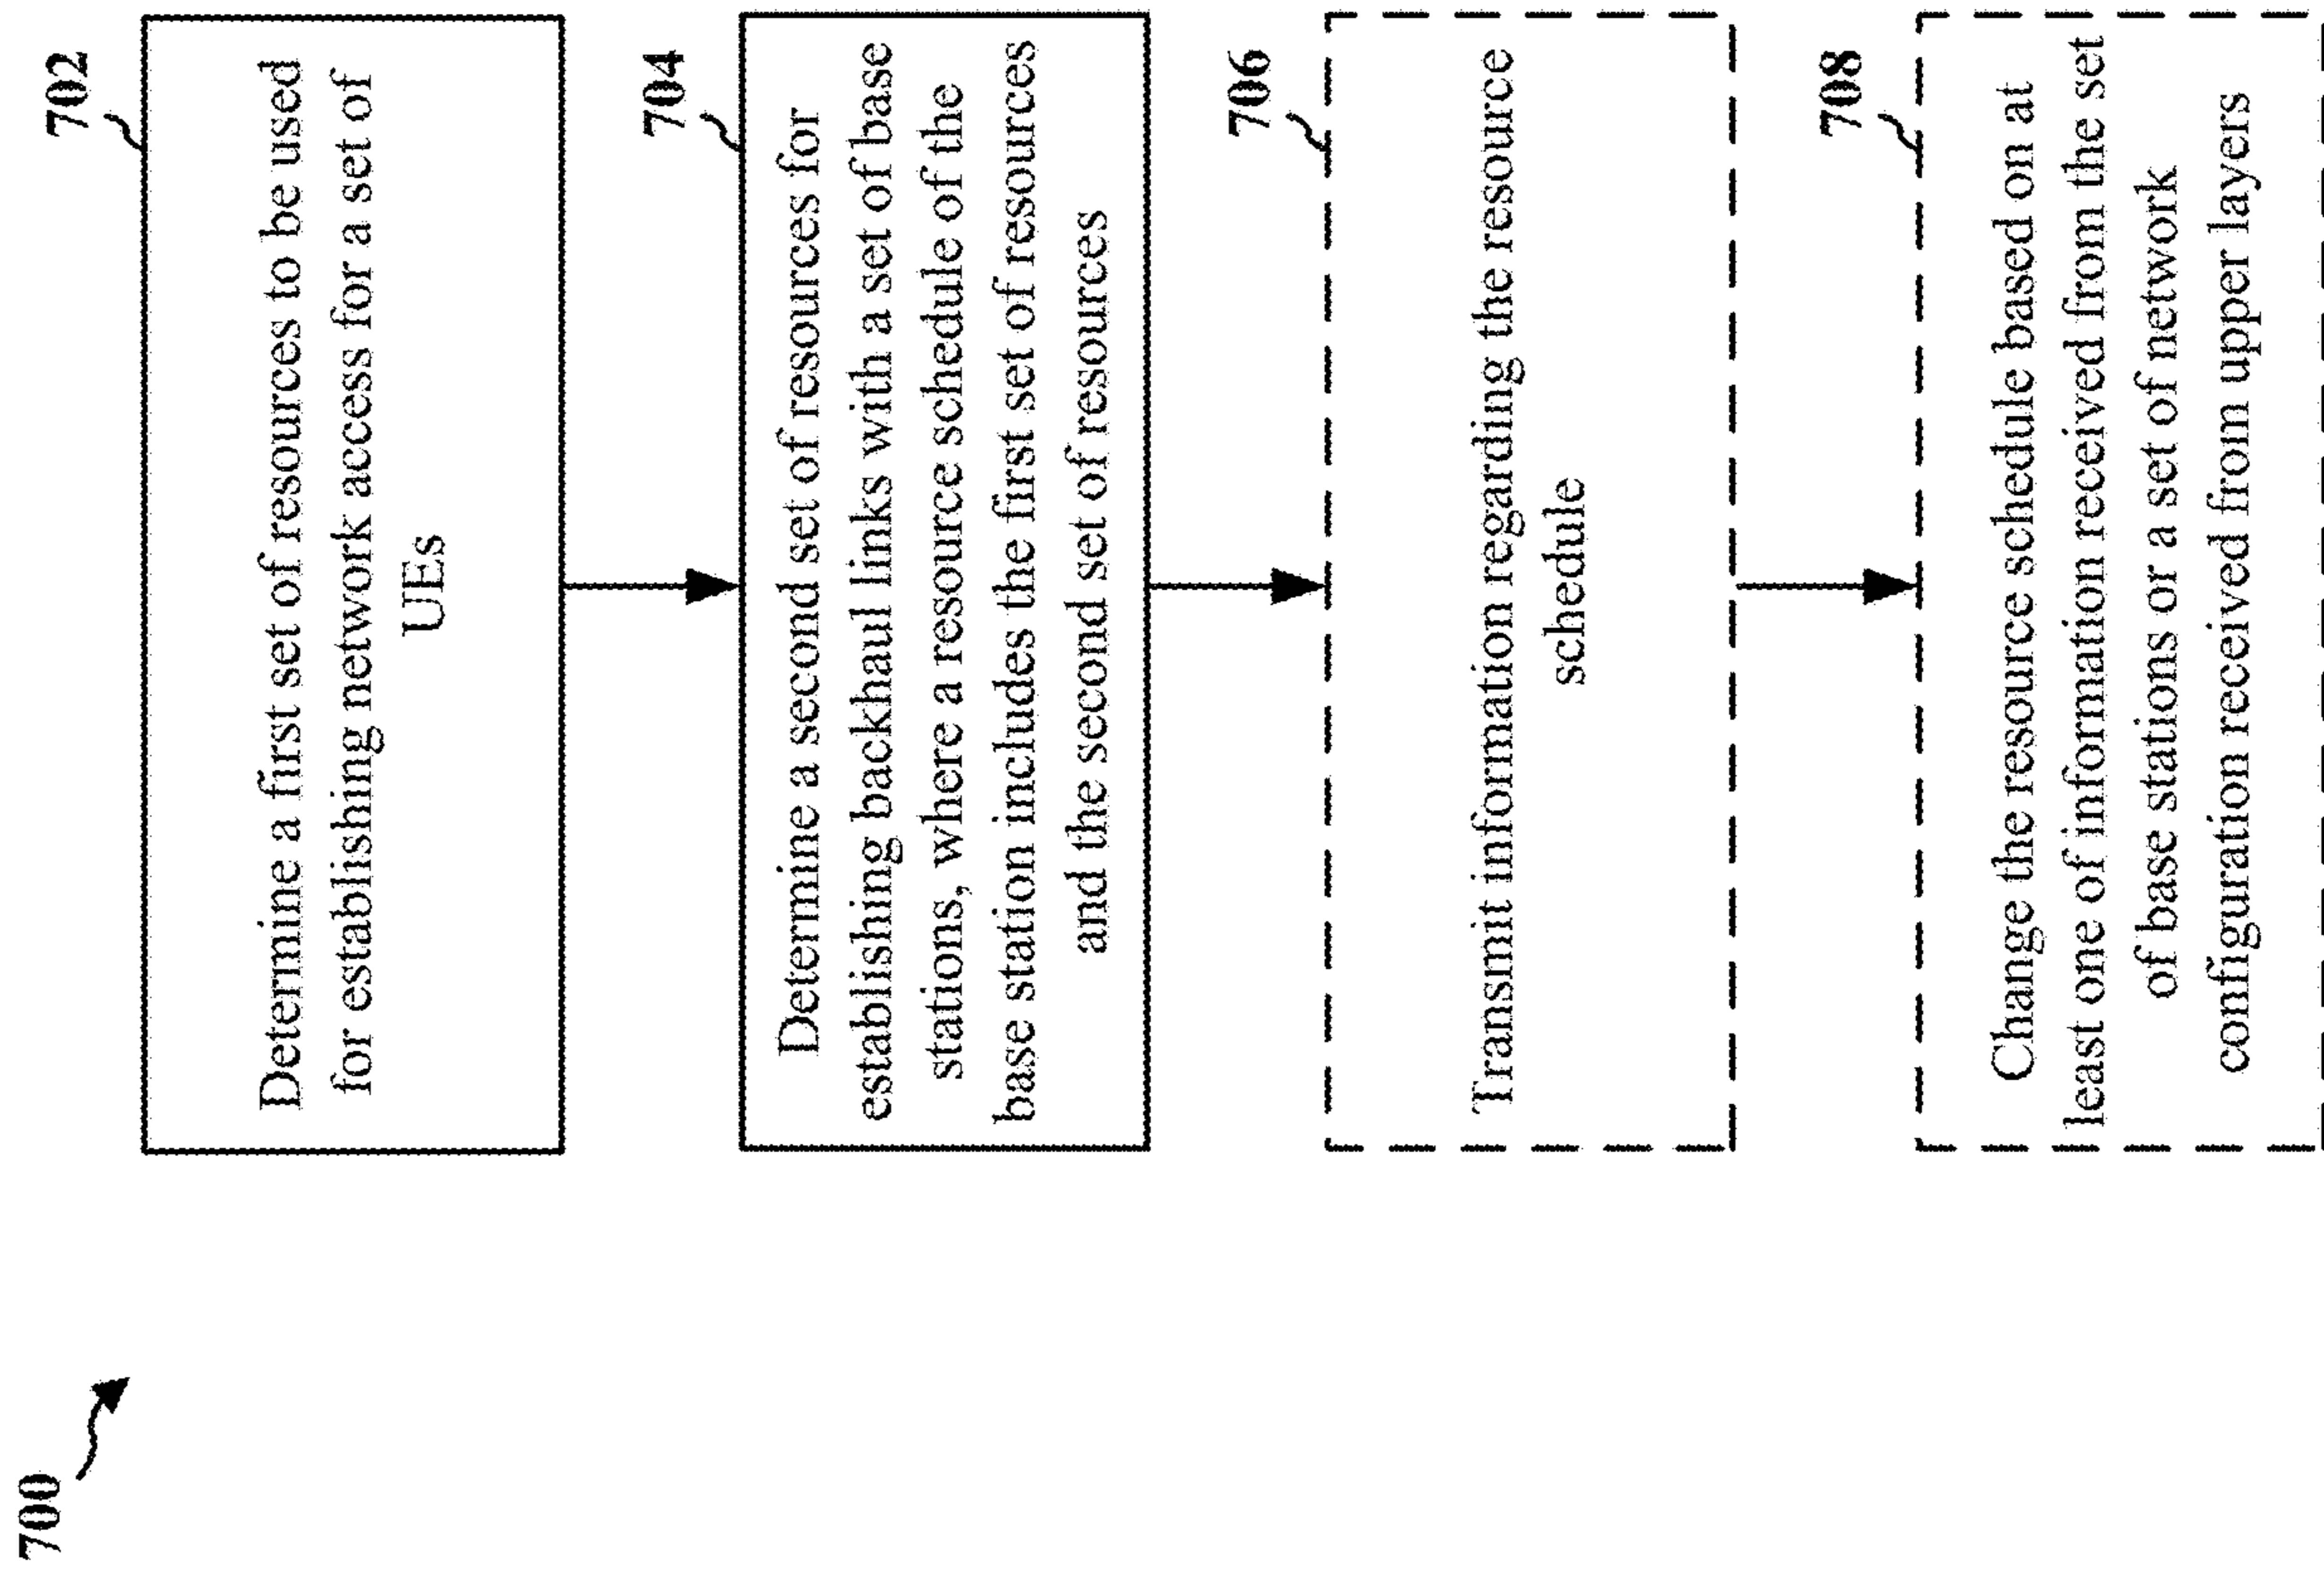 700
702
Determine a first set of resources to be used
for establishing network access for a set of
UEs
704
Determine a second set of resources for
establishing backhaul links with a set of base
stations, where a resource schedule of the
base station includes the first set of resources
and the second set of resources
706
Transmit information regarding the resource
schedule
708
Change the resource schedule based on at
least one of information received from the set
of base stations or a set of network
configuration received from upper layers